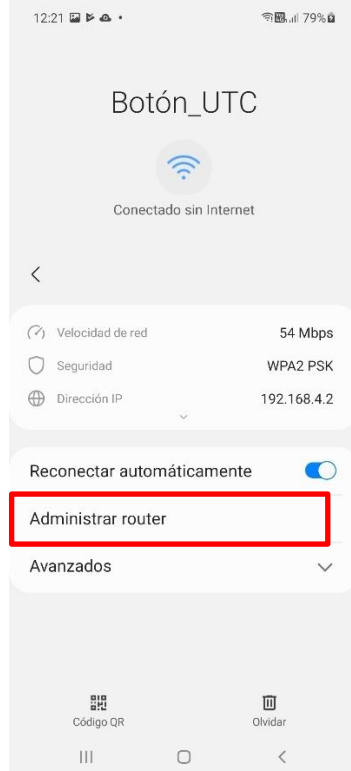 12:21 79%
Botón_UTC
Conectado sin Internet
Velocidad de red 54 Mbps
Seguridad WPA2 PSK
Dirección IP 192.168.4.2
Reconectar automáticamente
Administrar router
Avanzados
Código QR Olvidar